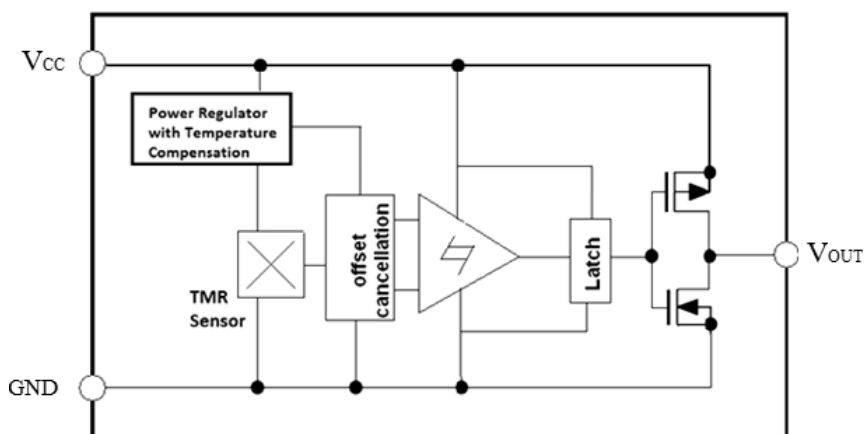 VCC
Power Regulator
with Temperature
Compensation
offset
cancellation
Latch
VOUT
TMR
Sensor
GND